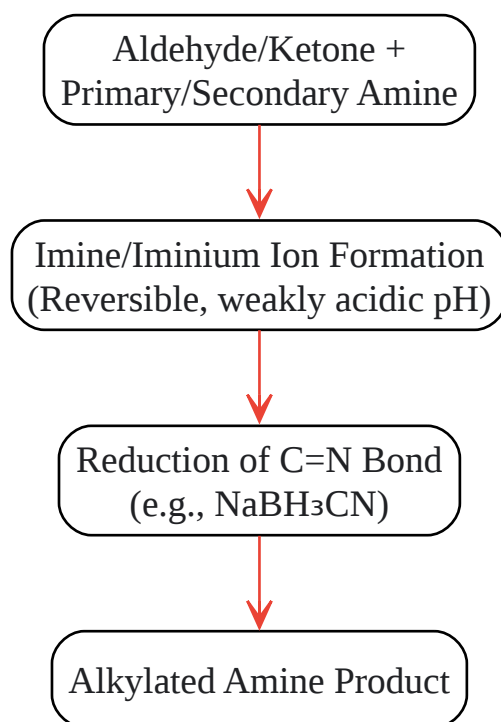 Aldehyde/Ketone +
Primary/Secondary Amine
Imine/Iminium Ion Formation
(Reversible, weakly acidic pH)
Reduction of C=N Bond
(e.g., NaBH₃CN)
Alkylated Amine Product